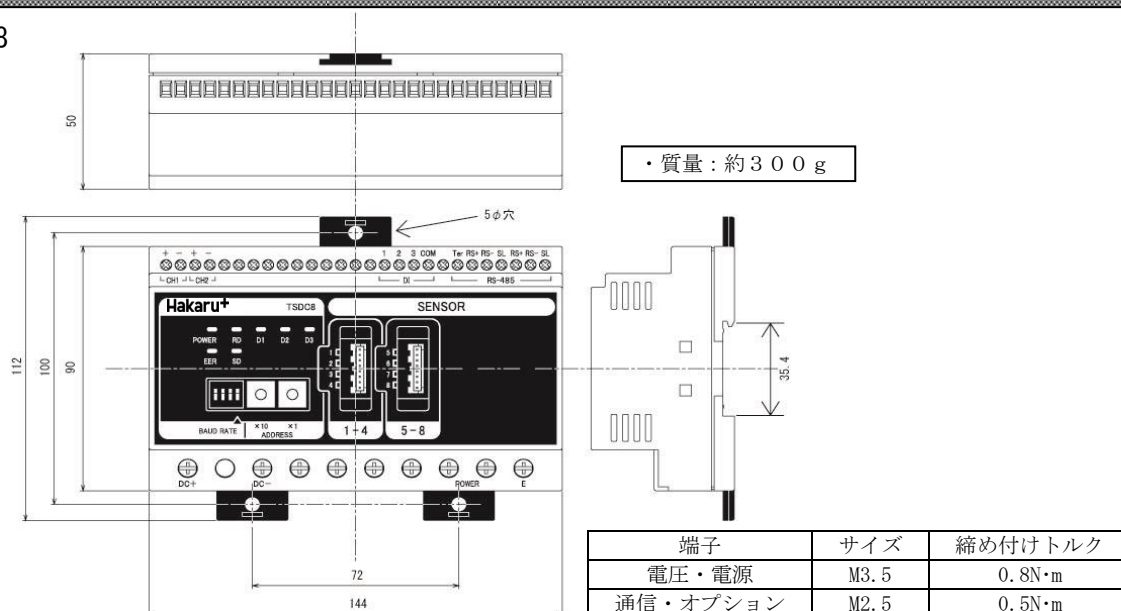 8
50
・質量：約３００ｇ
5φ穴
112
100
90
+ - + -
1 2 3 COM Ter RS+ RS- SL RS+ RS- SL
CH1 CH2 DI RS-485
Hakaru+ TSDC8 SENSOR
POWER RD D1 D2 D3
EER SD
1 5
2 6
3 7
4 8
BAUD RATE ×10 ×1
ADDRESS
1-4 5-8
DC+ DC- POWER E
35.4
72
144
端子 サイズ 締め付けトルク
電圧・電源 M3.5 0.8N・m
通信・オプション M2.5 0.5N・m